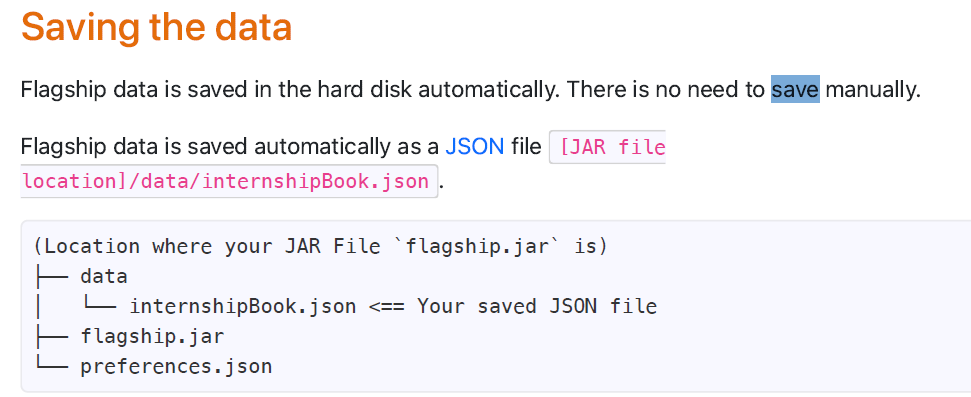 Saving the data
Flagship data is saved in the hard disk automatically. There is no need to save manually.
Flagship data is saved automatically as a JSON file [JAR file
location]/data/internshipBook.json.
(Location where your JAR File `flagship.jar` is)
├── data
│   └── internshipBook.json <== Your saved JSON file
├── flagship.jar
└── preferences.json